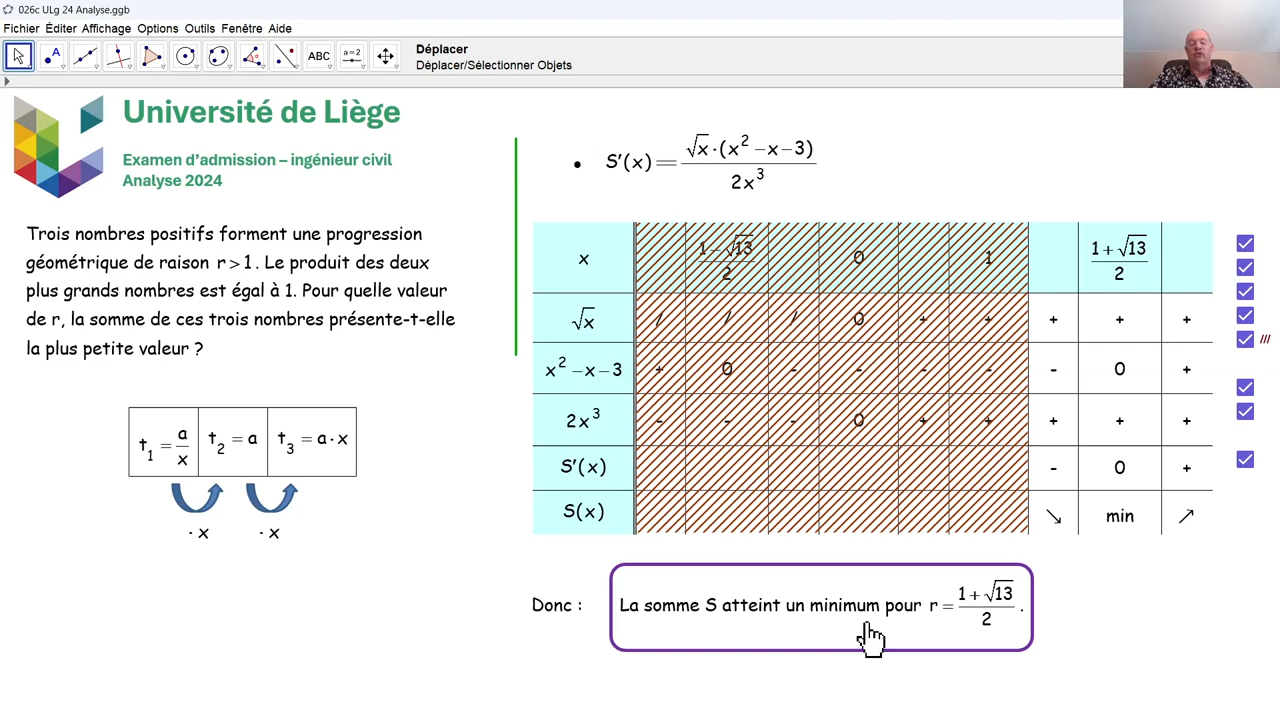 026c ULg 24 Analyse.ggb
Fichier Éditer Affichage Options Outils Fenêtre Aide
A ABC a=2
Déplacer
Déplacer/Sélectionner Objets
Université de Liège
Examen d’admission – ingénieur civil
Analyse 2024
Trois nombres positifs forment une progression
géométrique de raison r > 1. Le produit des deux
plus grands nombres est égal à 1. Pour quelle valeur
de r, la somme de ces trois nombres présente-t-elle
la plus petite valeur ?
t₁ = a/x t₂ = a t₃ = a · x
· x · x
• S′(x) = √x · (x² – x – 3) / 2x³
x (1 – √13)/2 0 1 (1 + √13)/2
√x / / / 0 + + + + +
x² – x – 3 + 0 - - - - - 0 +
2x³ - - - 0 + + + + +
S′(x) - 0 +
S(x) ↘ min ↗
Donc : La somme S atteint un minimum pour r = (1 + √13)/2 .